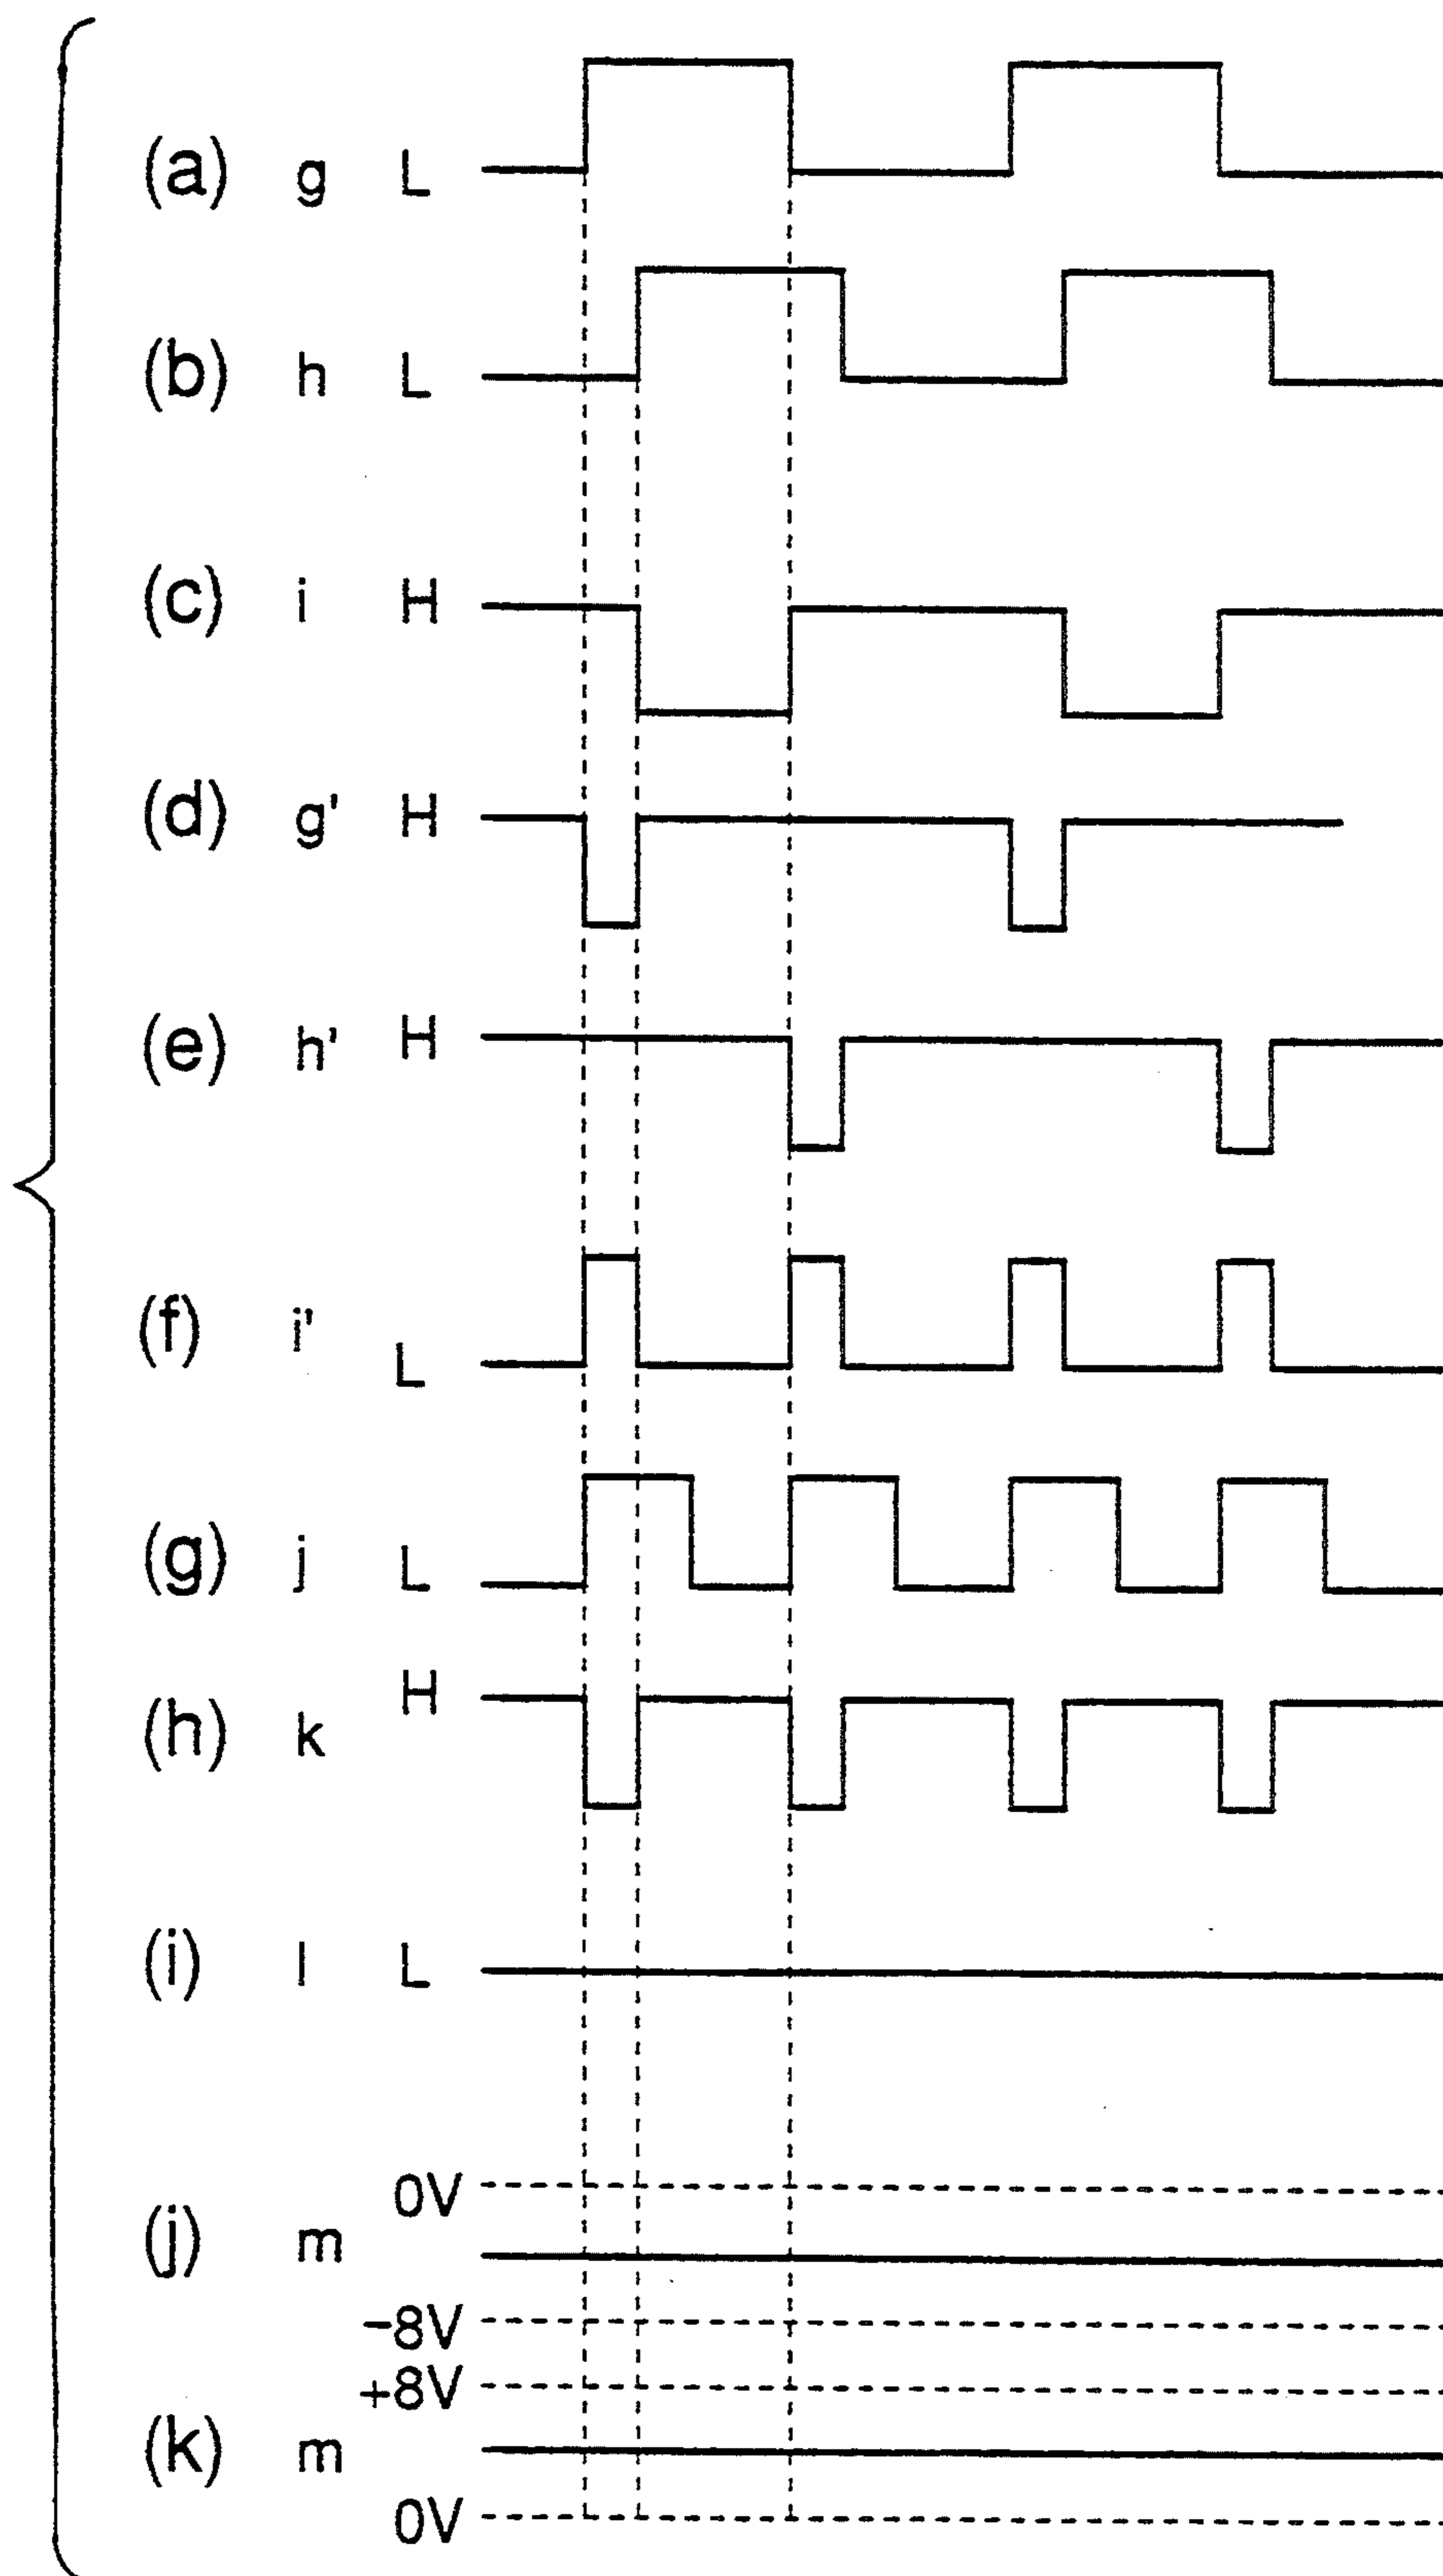 (a) g L
(b) h L
(c) i H
(d) g' H
(e) h' H
(f) i' L
(g) j L
(h) k H
(i) l L
0V
(j) m
-8V
+8V
(k) m
0V